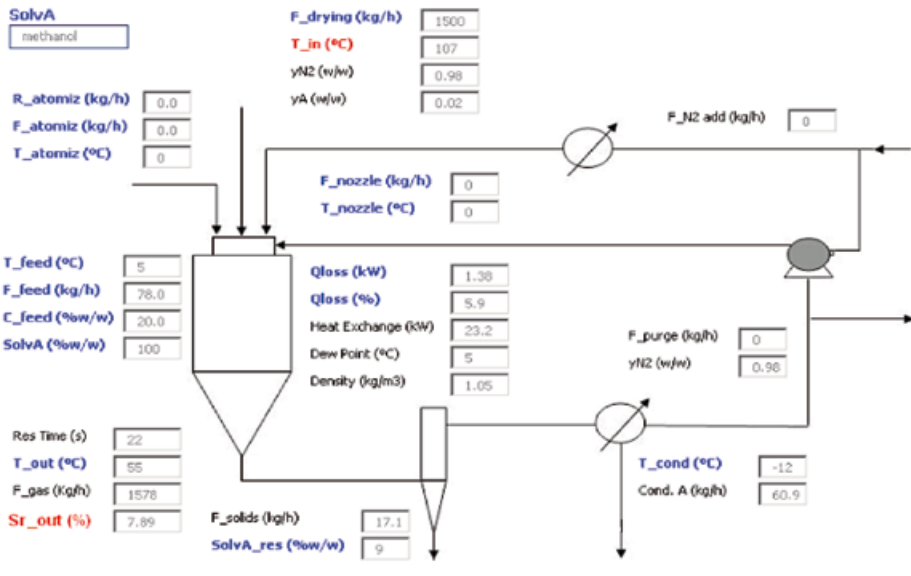 SolvA
methanol
F_drying (kg/h) 1500
T_in (ºC) 107
yN2 (w/w) 0.98
yA (w/w) 0.02
R_atomiz (kg/h) 0.0
F_atomiz (kg/h) 0.0
T_atomiz (ºC) 0
F_N2 add (kg/h) 0
F_nozzle (kg/h) 0
T_nozzle (ºC) 0
T_feed (ºC) 5
F_feed (kg/h) 78.0
C_feed (%w/w) 20.0
SolvA (%w/w) 100
Qloss (kW) 1.38
Qloss (%) 5.9
Heat Exchange (kW) 23.2
Dew Point (ºC) 5
Density (kg/m3) 1.05
F_purge (kg/h) 0
yN2 (w/w) 0.98
Res Time (s) 22
T_out (ºC) 55
F_gas (Kg/h) 1578
Sr_out (%) 7.89
F_solids (kg/h) 17.1
SolvA_res (%w/w) 9
T_cond (ºC) -12
Cond. A (kg/h) 60.9